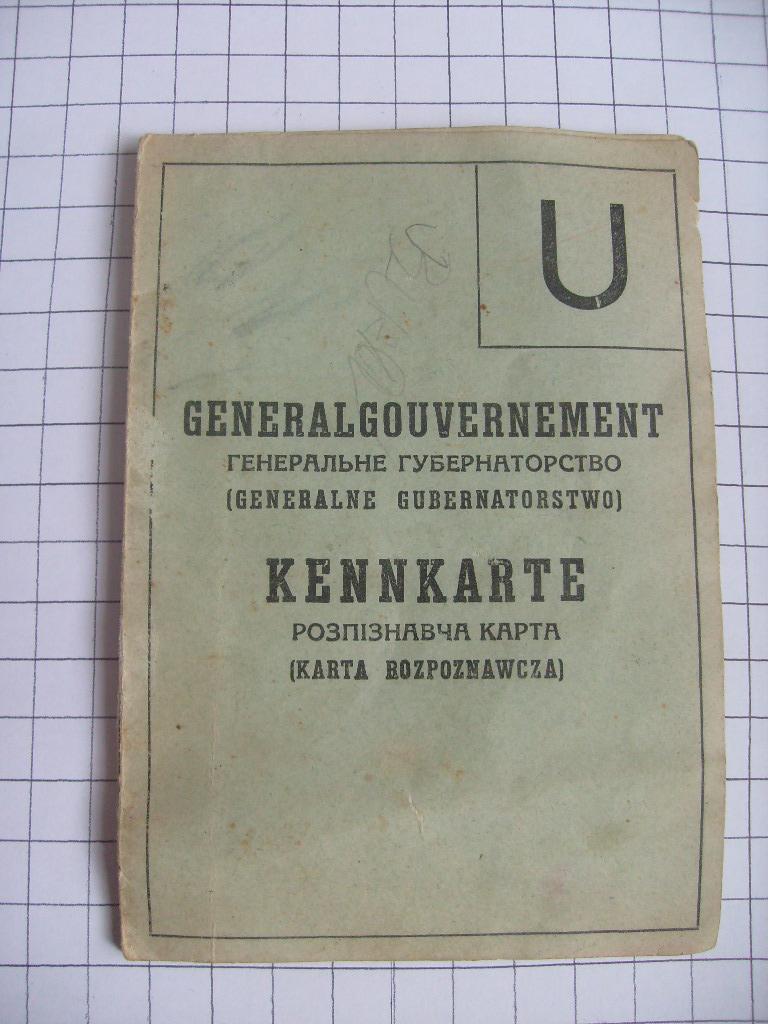 U
GENERALGOUVERNEMENT
ГЕНЕРАЛЬНЕ ГУБЕРНАТОРСТВО
(GENERALNE GUBERNATORSTWO)
KENNKARTE
РОЗПІЗНАВЧА КАРТА
(KARTA ROZPOZNAWCZA)